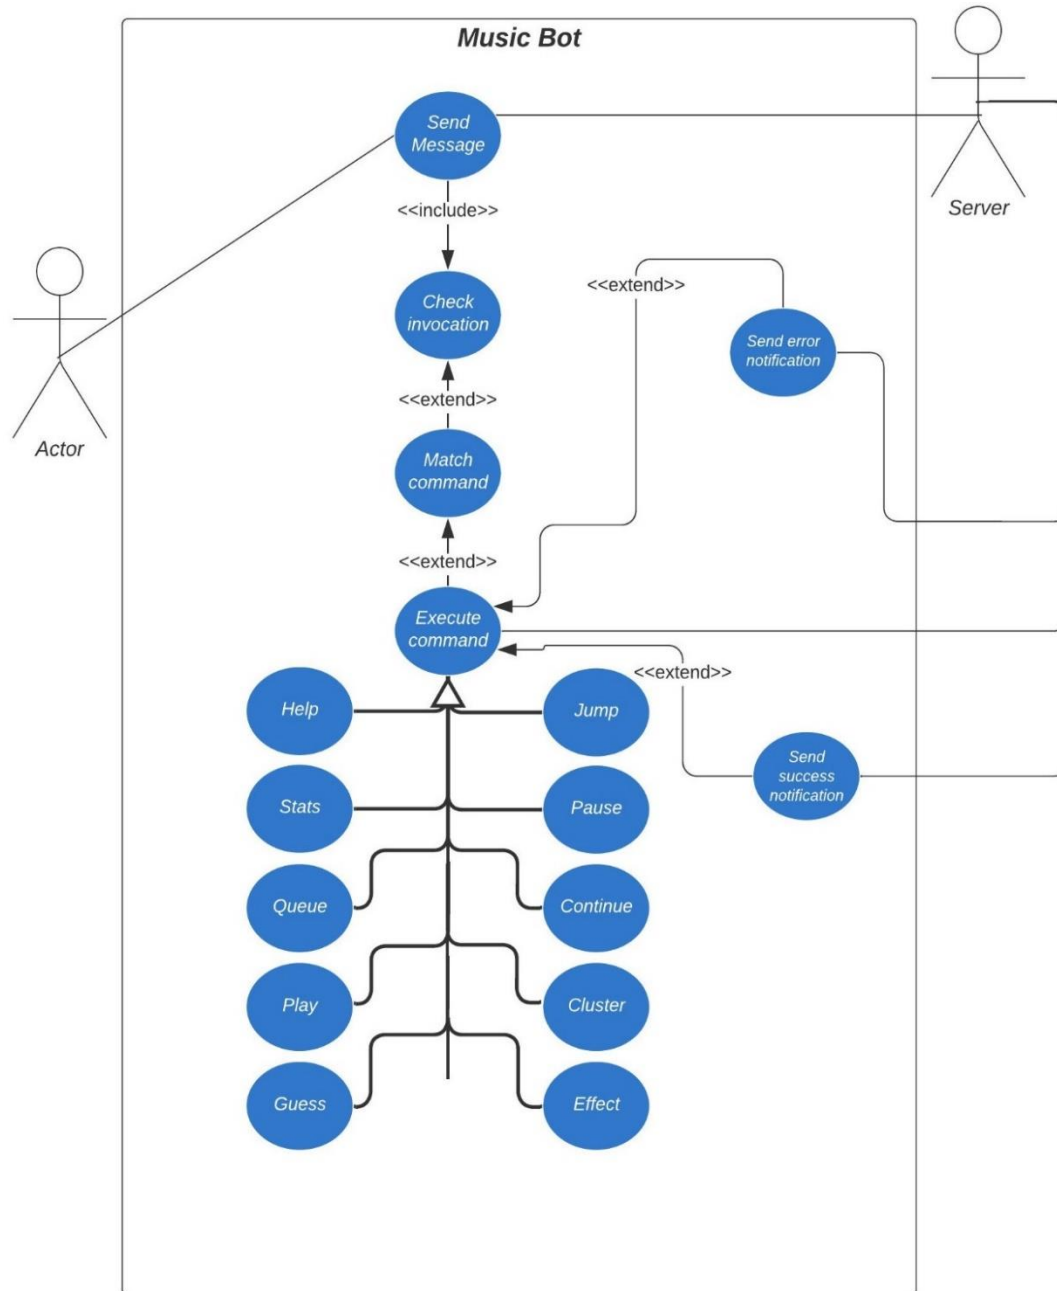 Music Bot
Send
Message
<<include>>
Server
Check
invocation
<<extend>>
Send error
notification
Actor
<<extend>>
Match
command
<<extend>>
Execute
command
<<extend>>
Help
Jump
Send
success
notification
Stats
Pause
Queue
Continue
Play
Cluster
Guess
Effect